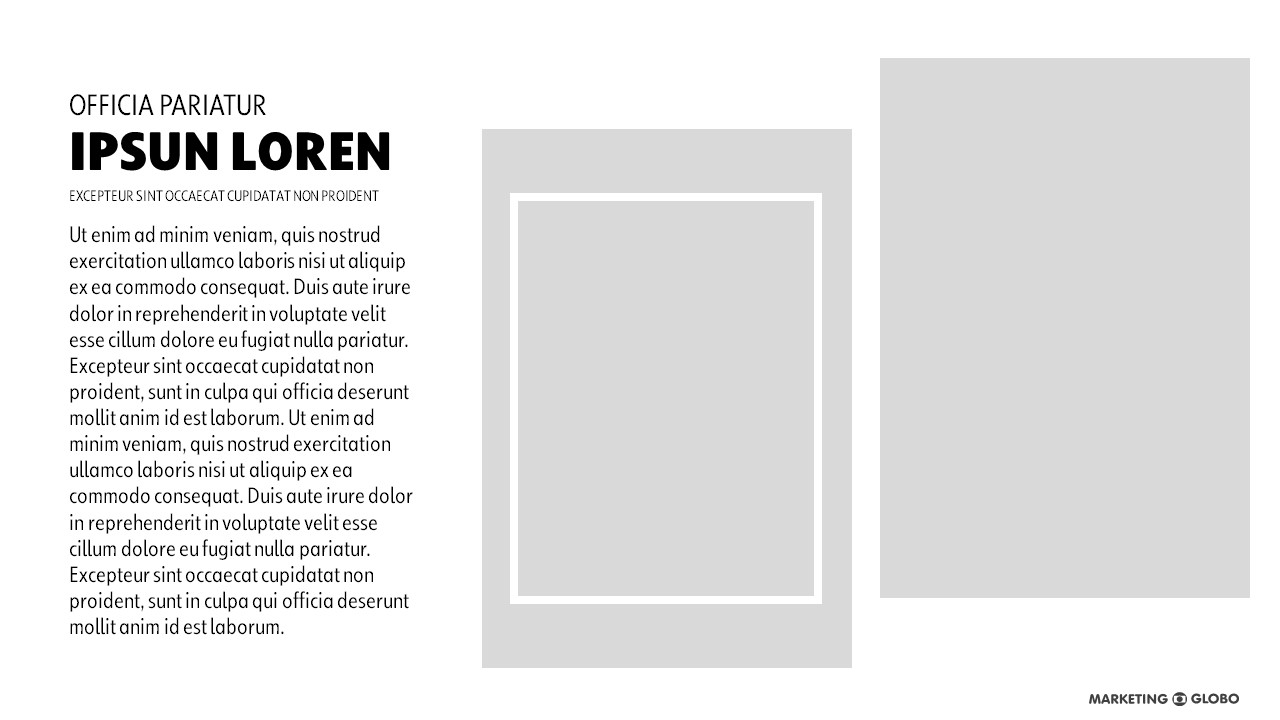 OFFICIA PARIATUR
IPSUN LOREN
EXCEPTEUR SINT OCCAECAT CUPIDATAT NON PROIDENT
Ut enim ad minim veniam, quis nostrud
exercitation ullamco laboris nisi ut aliquip
ex ea commodo consequat. Duis aute irure
dolor in reprehenderit in voluptate velit
esse cillum dolore eu fugiat nulla pariatur.
Excepteur sint occaecat cupidatat non
proident, sunt in culpa qui officia deserunt
mollit anim id est laborum. Ut enim ad
minim veniam, quis nostrud exercitation
ullamco laboris nisi ut aliquip ex ea
commodo consequat. Duis aute irure dolor
in reprehenderit in voluptate velit esse
cillum dolore eu fugiat nulla pariatur.
Excepteur sint occaecat cupidatat non
proident, sunt in culpa qui officia deserunt
mollit anim id est laborum.
MARKETING GLOBO